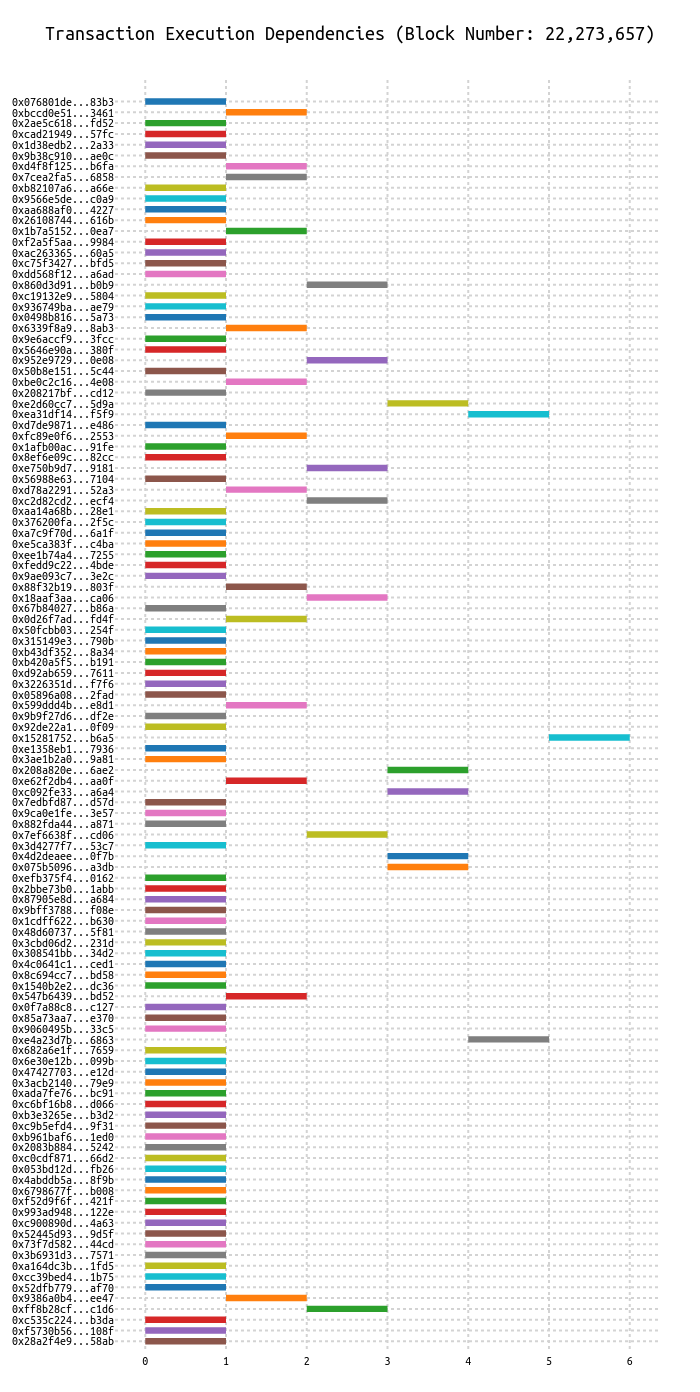 Transaction Execution Dependencies (Block Number: 22,273,657)
0x076801de...83b3
0xbccd0e51...3461
0x2ae5c618...fd52
0xcad21949...57fc
0x1d38edb2...2a33
0x9b38c910...ae0c
0xd4f8f125...b6fa
0x7cea2fa5...6858
0xb82107a6...a66e
0x9566e5de...c0a9
0xaa688af0...4227
0x26108744...616b
0x1b7a5152...0ea7
0xf2a5f5aa...9984
0xac263365...60a5
0xc75f3427...bfd5
0xdd568f12...a6ad
0x860d3d91...b0b9
0xc19132e9...5804
0x936749ba...ae79
0x0498b816...5a73
0x6339f8a9...8ab3
0x9e6accf9...3fcc
0x5646e90a...380f
0x952e9729...0e08
0x50b8e151...5c44
0xbe0c2c16...4e08
0x208217bf...cd12
0xe2d60cc7...5d9a
0xea31df14...f5f9
0xd7de9871...e486
0xfc89e0f6...2553
0x1afb00ac...91fe
0x8ef6e09c...82cc
0xe750b9d7...9181
0x56988e63...7104
0xd78a2291...52a3
0xc2d82cd2...ecf4
0xaa14a68b...28e1
0x376200fa...2f5c
0xa7c9f70d...6a1f
0xe5ca383f...c4ba
0xee1b74a4...7255
0xfedd9c22...4bde
0x9ae093c7...3e2c
0x88f32b19...803f
0x18aaf3aa...ca06
0x67b84027...b86a
0x0d26f7ad...fd4f
0x50fcbb03...254f
0x315149e3...790b
0xb43df352...8a34
0xb420a5f5...b191
0xd92ab659...7611
0x3226351d...f7f6
0x05896a08...2fad
0x599ddd4b...e8d1
0x9b9f27d6...df2e
0x92de22a1...0f09
0x15281752...b6a5
0xe1358eb1...7936
0x3ae1b2a0...9a81
0x208a820e...6ae2
0xe62f2db4...aa0f
0xc092fe33...a6a4
0x7edbfd87...d57d
0x9ca0e1fe...3e57
0x882fda44...a871
0x7ef6638f...cd06
0x3d4277f7...53c7
0x4d2deaee...0f7b
0x075b5096...a3db
0xefb375f4...0162
0x2bbe73b0...1abb
0x87905e8d...a684
0x9bff3788...f08e
0x1cdff622...b630
0x48d60737...5f81
0x3cbd06d2...231d
0x308541bb...34d2
0x4c0641c1...ced1
0x8c694cc7...bd58
0x1540b2e2...dc36
0x547b6439...bd52
0x0f7a88c8...c127
0x85a73aa7...e370
0x9060495b...33c5
0xe4a23d7b...6863
0x682a6e1f...7659
0x6e30e12b...099b
0x47427703...e12d
0x3acb2140...79e9
0xada7fe76...bc91
0xc6bf16b8...d066
0xb3e3265e...b3d2
0xc9b5efd4...9f31
0xb961baf6...1ed0
0x2083b884...5242
0xc0cdf871...66d2
0x053bd12d...fb26
0x4abddb5a...8f9b
0x6798677f...b008
0xf52d9f6f...421f
0x993ad948...122e
0xc900890d...4a63
0x52445d93...9d5f
0x73f7d582...44cd
0x3b6931d3...7571
0xa164dc3b...1fd5
0xcc39bed4...1b75
0x52dfb779...af70
0x9386a0b4...ee47
0xff8b28cf...c1d6
0xc535c224...b3da
0xf5730b56...108f
0x28a2f4e9...58ab
0 1 2 3 4 5 6